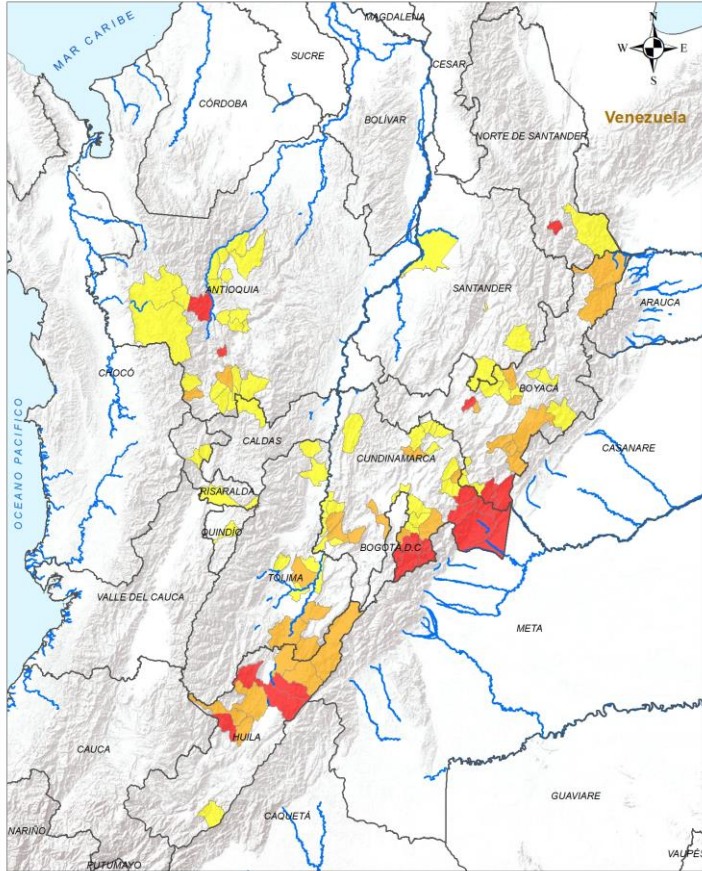 MAGDALENA
N
MAR CARIBE
SUCRE
CESAR
W
E
S
CÓRDOBA
BOLÍVAR
Venezuela
NORTE DE SANTANDER
ANTIOQUIA
SANTANDER
ARAUCA
CHOCÓ
BOYACA
OCEANO PACIFICO
CALDAS
CUNDINAMARCA
CASANARE
RISARALDA
QUINDÍO
BOGOTA D.C
TOLIMA
VALLE DEL CAUCA
META
HUILA
CAUCA
GUAVIARE
CAQUETÁ
NARIÑO
PUTUMAYO
VAUPÉS